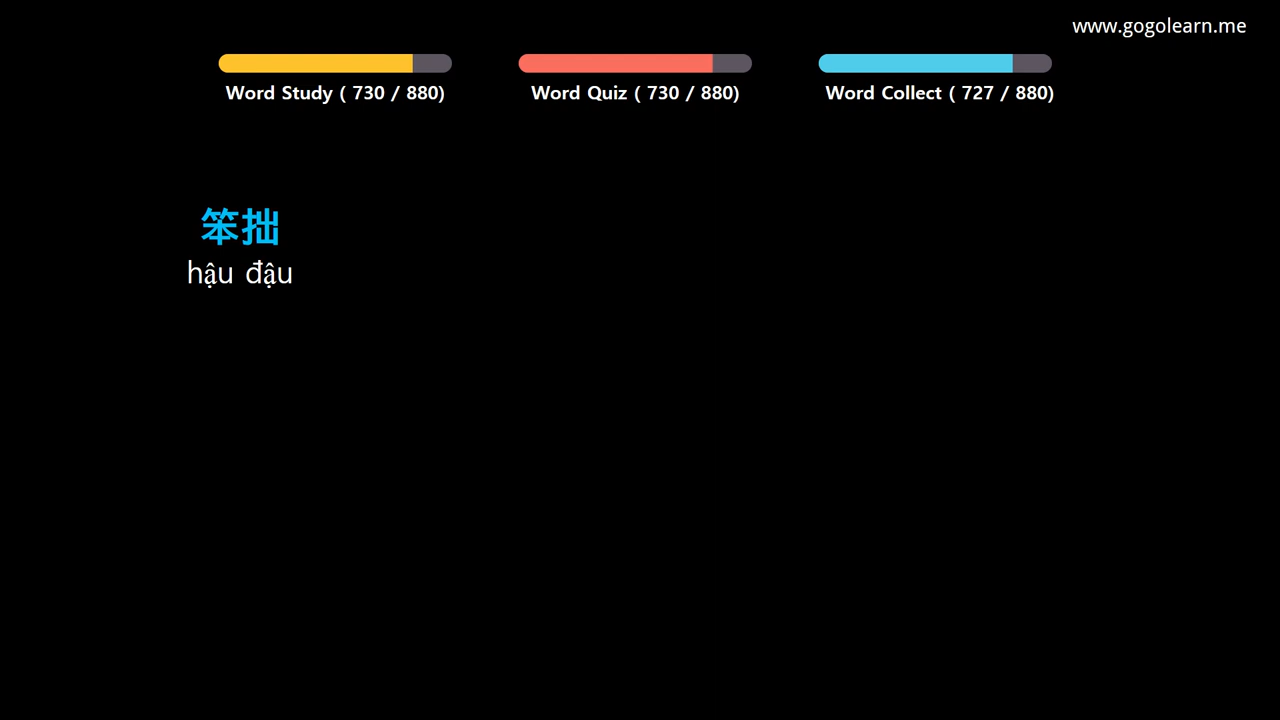 www.gogolearn.me
Word Study ( 730 / 880)
Word Quiz ( 730 / 880)
Word Collect ( 727 / 880)
笨拙
hậu đậu